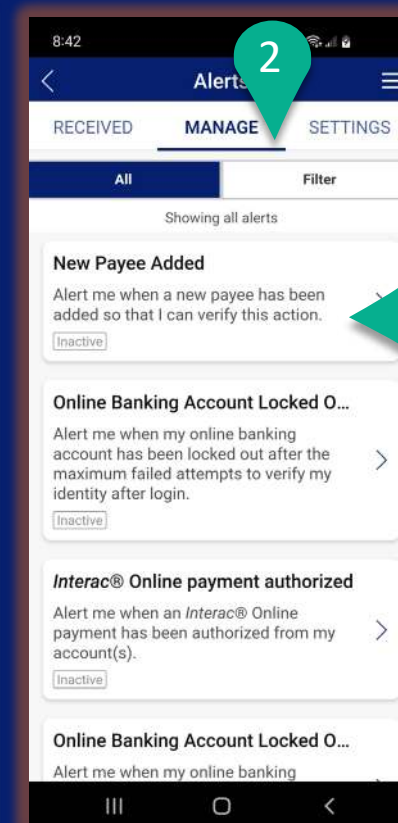 8:42
2
Alerts
RECEIVED MANAGE SETTINGS
All Filter
Showing all alerts
New Payee Added
Alert me when a new payee has been
added so that I can verify this action.
Inactive
Online Banking Account Locked O...
Alert me when my online banking
account has been locked out after the
maximum failed attempts to verify my
identity after login.
Inactive
Interac® Online payment authorized
Alert me when an Interac® Online
payment has been authorized from my
account(s).
Inactive
Online Banking Account Locked O...
Alert me when my online banking